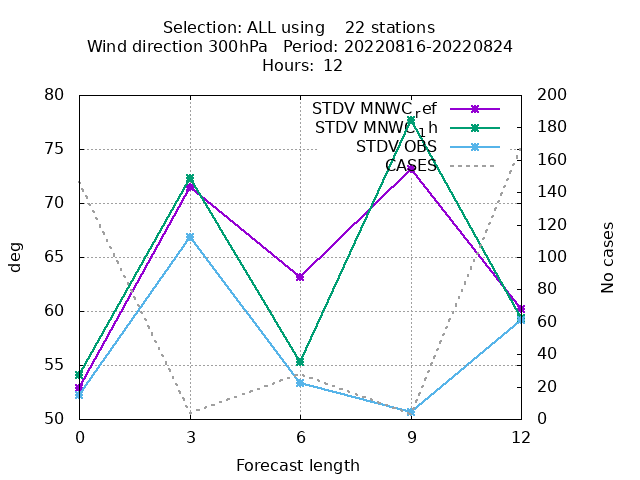 Selection: ALL using 22 stations
Wind direction 300hPa Period: 20220816-20220824
Hours: 12
STDV MNWC_ref
STDV MNWC_1h
STDV OBS
CASES
80
75
70
65
60
55
50
200
180
160
140
120
100
80
60
40
20
0
deg
No cases
0 3 6 9 12
Forecast length